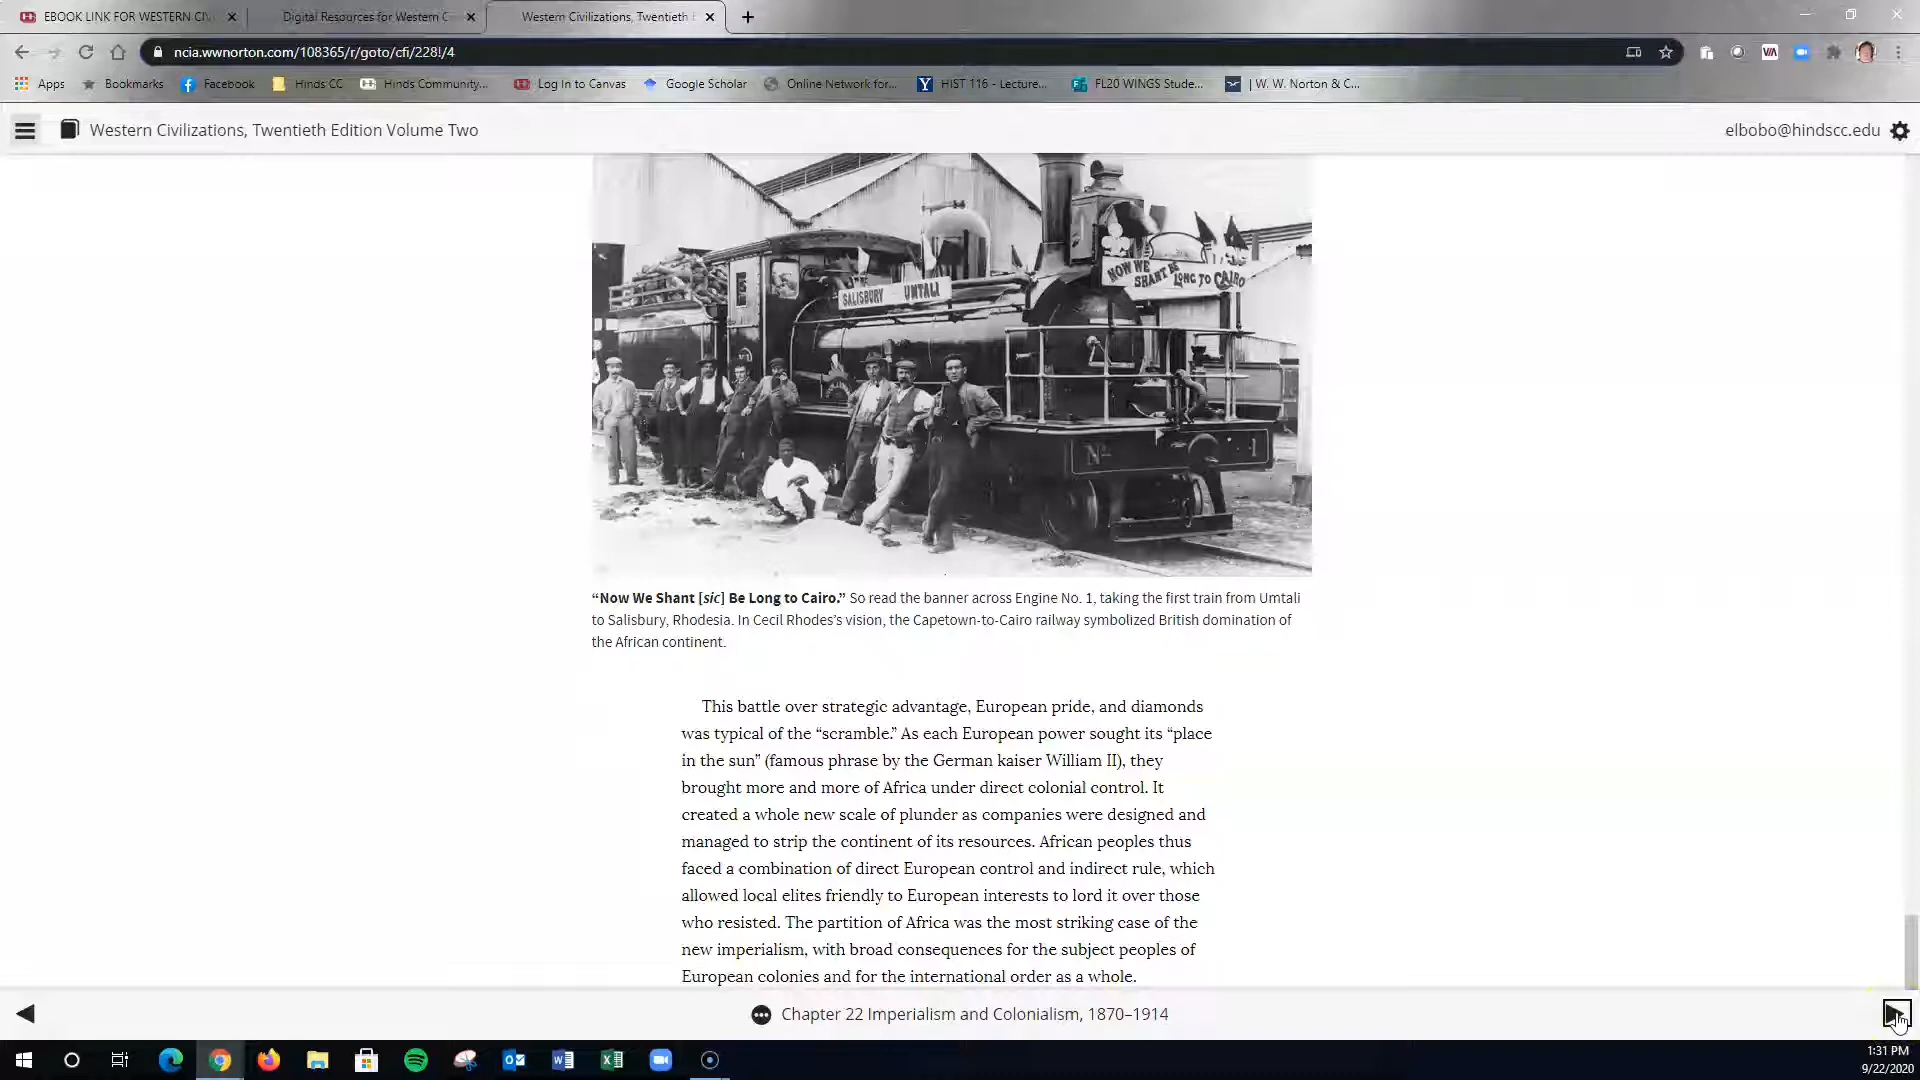 EBOOK LINK FOR WESTERN CIV
Digital Resources for Western C
Western Civilizations, Twentieth E
ncia.wwnorton.com/108365/r/goto/cfi/228!/4
Apps Bookmarks Facebook Hinds CC Hinds Community... Log In to Canvas Google Scholar Online Network for... HIST 116 - Lecture... FL20 WINGS Stude... | W. W. Norton & C...
Western Civilizations, Twentieth Edition Volume Two
elbobo@hindscc.edu
NOW WE
SHANT BE LONG TO CAIRO
SALISBURY UMTALI
No 1
“Now We Shant [sic] Be Long to Cairo.” So read the banner across Engine No. 1, taking the first train from Umtali
to Salisbury, Rhodesia. In Cecil Rhodes’s vision, the Capetown-to-Cairo railway symbolized British domination of
the African continent.
This battle over strategic advantage, European pride, and diamonds
was typical of the “scramble.” As each European power sought its “place
in the sun” (famous phrase by the German kaiser William II), they
brought more and more of Africa under direct colonial control. It
created a whole new scale of plunder as companies were designed and
managed to strip the continent of its resources. African peoples thus
faced a combination of direct European control and indirect rule, which
allowed local elites friendly to European interests to lord it over those
who resisted. The partition of Africa was the most striking case of the
new imperialism, with broad consequences for the subject peoples of
European colonies and for the international order as a whole.
Chapter 22 Imperialism and Colonialism, 1870–1914
1:31 PM
9/22/2020